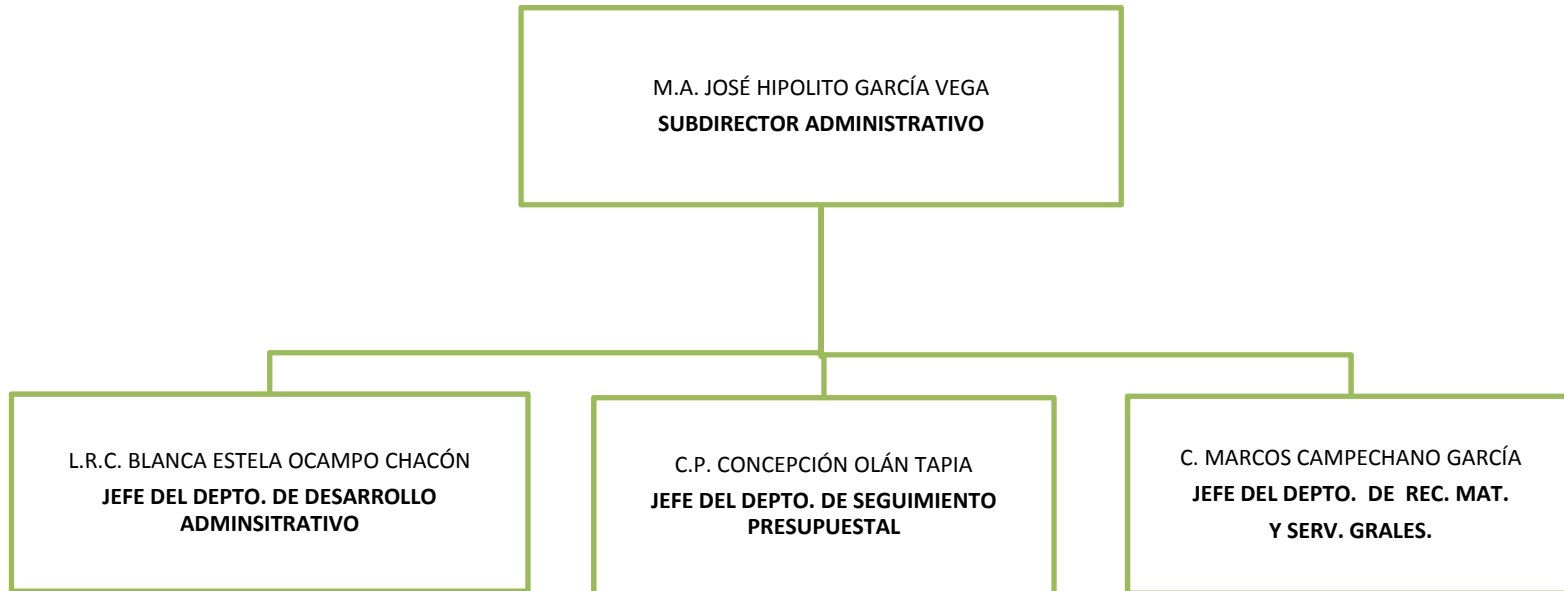 M.A. JOSÉ HIPOLITO GARCÍA VEGA
SUBDIRECTOR ADMINISTRATIVO
L.R.C. BLANCA ESTELA OCAMPO CHACÓN
JEFE DEL DEPTO. DE DESARROLLO
ADMINSITRATIVO
C.P. CONCEPCIÓN OLÁN TAPIA
JEFE DEL DEPTO. DE SEGUIMIENTO
PRESUPUESTAL
C. MARCOS CAMPECHANO GARCÍA
JEFE DEL DEPTO. DE REC. MAT.
Y SERV. GRALES.